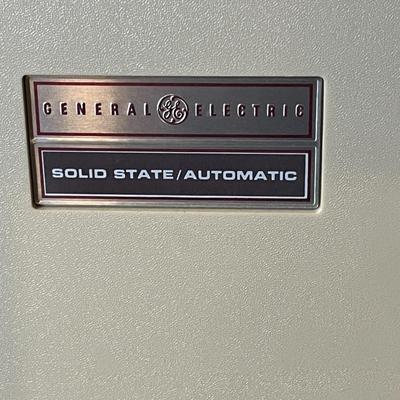 GENERAL GE ELECTRIC
SOLID STATE/AUTOMATIC